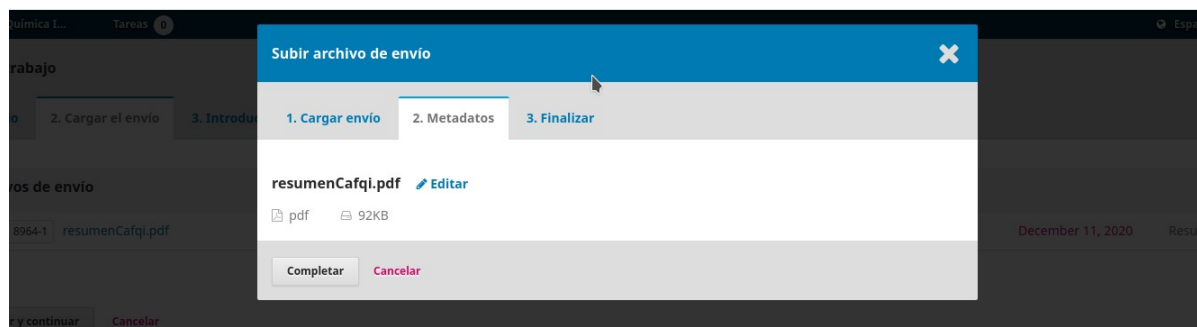 Química I... Tareas 0 Espa
Subir archivo de envío
rabajo
2. Cargar el envío 3. Introdu
1. Cargar envío 2. Metadatos 3. Finalizar
resumenCafqi.pdf Editar
vos de envío
pdf 92KB
8964-1 resumenCafqi.pdf December 11, 2020 Resu
Completar Cancelar
r y continuar Cancelar